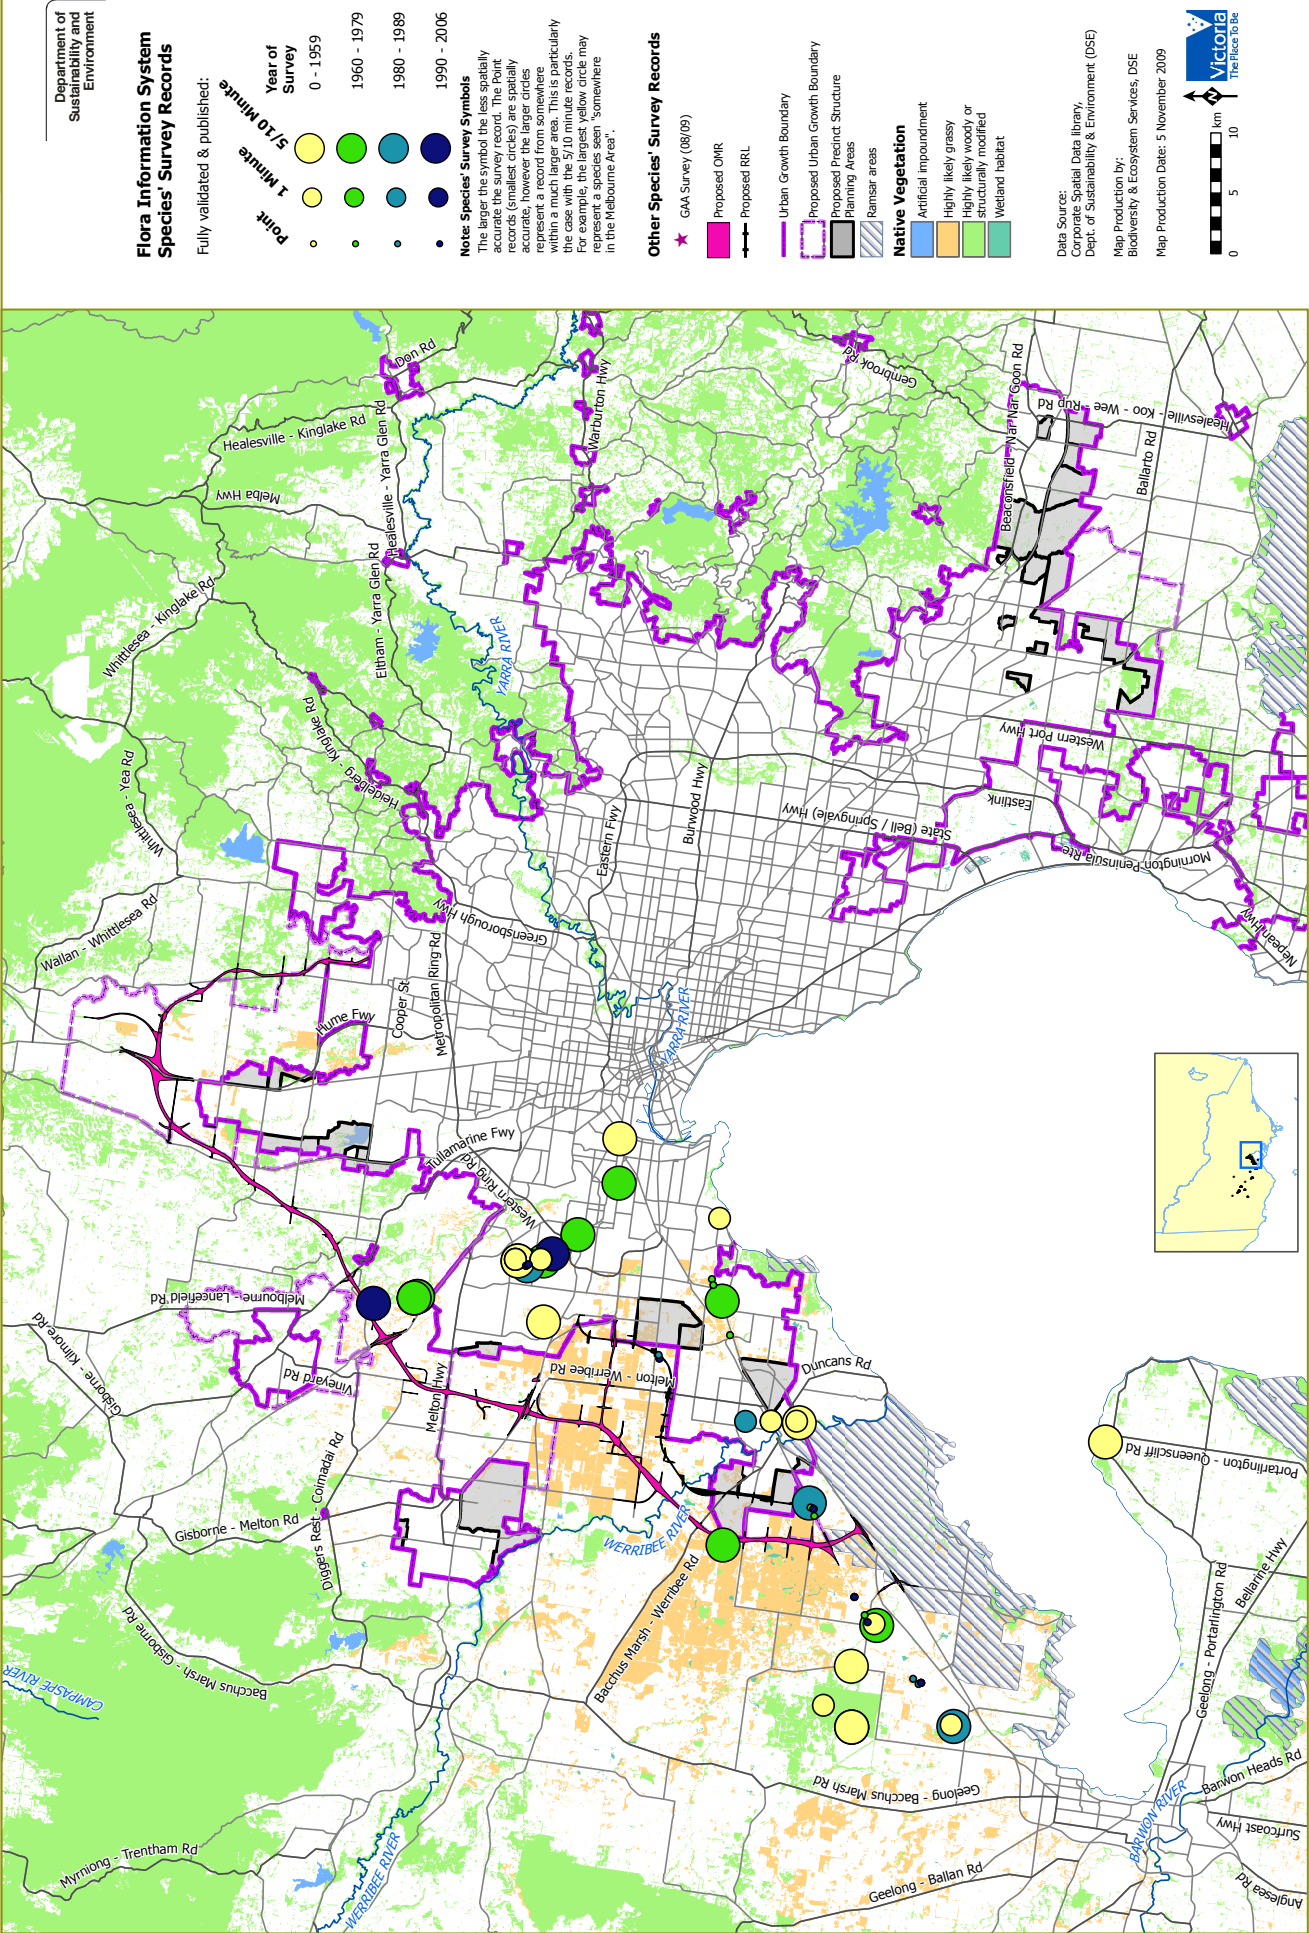 Department of
Sustainability and
Environment
Flora Information System
Species' Survey Records
Fully validated & published:
Point
1 Minute
5/10 Minute
Year of
Survey
0 - 1959
1960 - 1979
1980 - 1989
1990 - 2006
Note: Species' Survey Symbols
The larger the symbol the less spatially
accurate the survey record. The Point
records (smallest circles) are spatially
accurate, however the larger circles
represent a record from somewhere
within a much larger area. This is particularly
the case with the 5/10 minute records.
For example, the largest yellow circle may
represent a species seen "somewhere
in the Melbourne Area".
Other Species' Survey Records
GAA Survey (08/09)
Proposed OMR
Proposed RRL
Urban Growth Boundary
Proposed Urban Growth Boundary
Proposed Precinct Structure
Planning Areas
Ramsar areas
Native Vegetation
Artificial impoundment
Highly likely grassy
Highly likely woody or
structurally modified
Wetland habitat
Data Source:
Corporate Spatial Data library,
Dept. of Sustainability & Environment (DSE)
Map Production by:
Biodiversity & Ecosystem Services, DSE
Map Production Date: 5 November 2009
0 5 10
km
N
Victoria
The Place To Be
Don Rd
Healesville - Kinglake Rd
Melba Hwy
Healesville - Yarra Glen Rd
Warburton Hwy
Gembrook Rd
Beaconsfield - Nar Nar Goon Rd
Healesville - Koo - Wee - Rup Rd
Ballarto Rd
Whittlesea - Kinglake Rd
Eltham - Yarra Glen Rd
YARRA RIVER
Heidelberg - Kinglake Rd
Whittlesea - Yea Rd
Western Port Hwy
Eastlink
State (Bell / Springvale) Hwy
Burwood Hwy
Eastern Fwy
Mornington Peninsula Rte
Nepean Hwy
Greensborough Hwy
Wallan - Whittlesea Rd
Metropolitan Ring Rd
Cooper St
Hume Fwy
YARRA RIVER
Tullamarine Fwy
Western Ring Rd
Melbourne - Lancefield Rd
Gisborne - Kilmore Rd
Vineyard Rd
Melton Hwy
Melton - Werribee Rd
Duncans Rd
Diggers Rest - Coimadai Rd
Gisborne - Melton Rd
WERRIBEE RIVER
Bacchus Marsh - Werribee Rd
Bacchus Marsh - Gisborne Rd
CAMPASPE RIVER
Portarlington - Queenscliff Rd
Bellarine Hwy
Geelong - Portarlington Rd
Geelong - Bacchus Marsh Rd
Barwon Heads Rd
BARWON RIVER
Surfcoast Hwy
Anglesea Rd
Geelong - Ballan Rd
Myrniong - Trentham Rd
WERRIBEE RIVER